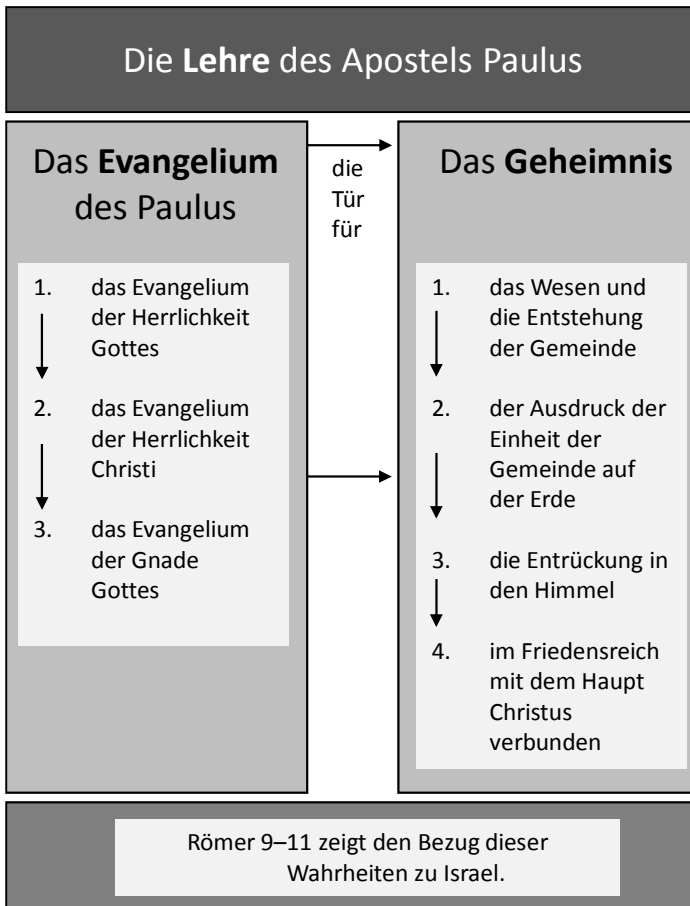 Die Lehre des Apostels Paulus
Das Evangelium
des Paulus
1. das Evangelium
der Herrlichkeit
Gottes
2. das Evangelium
der Herrlichkeit
Christi
3. das Evangelium
der Gnade
Gottes
die
Tür
für
Das Geheimnis
1. das Wesen und
die Entstehung
der Gemeinde
2. der Ausdruck der
Einheit der
Gemeinde auf
der Erde
3. die Entrückung in
den Himmel
4. im Friedensreich
mit dem Haupt
Christus
verbunden
Römer 9–11 zeigt den Bezug dieser
Wahrheiten zu Israel.